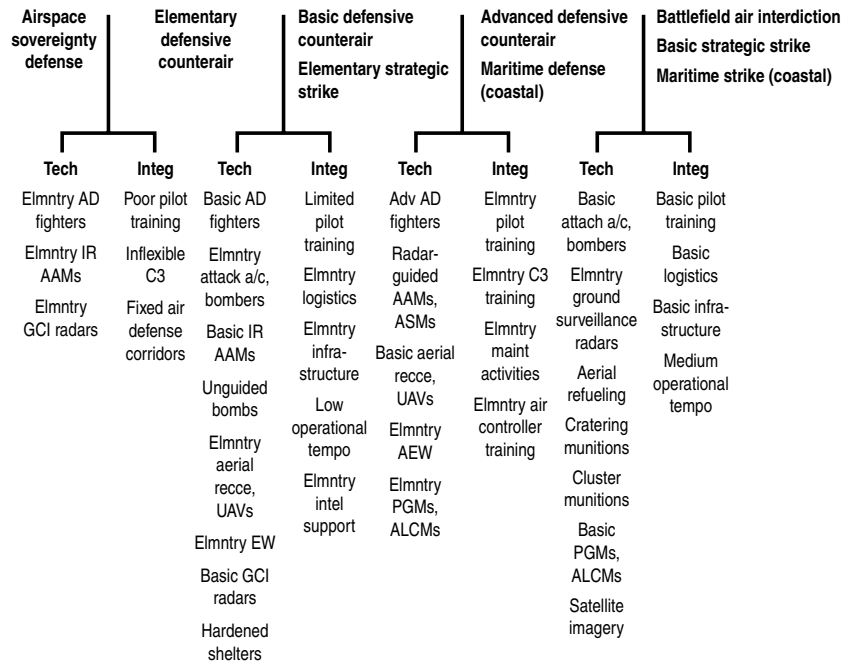 Airspace
sovereignty
defense
Elementary
defensive
counterair
Basic defensive
counterair
Elementary strategic
strike
Advanced defensive
counterair
Maritime defense
(coastal)
Battlefield air interdiction
Basic strategic strike
Maritime strike (coastal)
Tech
Elmntry AD
fighters
Elmntry IR
AAMs
Elmntry
GCI radars
Integ
Poor pilot
training
Inflexible
C3
Fixed air
defense
corridors
Tech
Basic AD
fighters
Elmntry
attack a/c,
bombers
Basic IR
AAMs
Unguided
bombs
Elmntry
aerial
recce,
UAVs
Elmntry EW
Basic GCI
radars
Hardened
shelters
Integ
Limited
pilot
training
Elmntry
logistics
Elmntry
infra-
structure
Low
operational
tempo
Elmntry
intel
support
Tech
Adv AD
fighters
Radar-
guided
AAMs,
ASMs
Basic aerial
recce,
UAVs
Elmntry
AEW
Elmntry
PGMs,
ALCMs
Integ
Elmntry
pilot
training
Elmntry C3
training
Elmntry
maint
activities
Elmntry air
controller
training
Tech
Basic
attach a/c,
bombers
Elmntry
ground
surveillance
radars
Aerial
refueling
Cratering
munitions
Cluster
munitions
Basic
PGMs,
ALCMs
Satellite
imagery
Integ
Basic pilot
training
Basic
logistics
Basic infra-
structure
Medium
operational
tempo